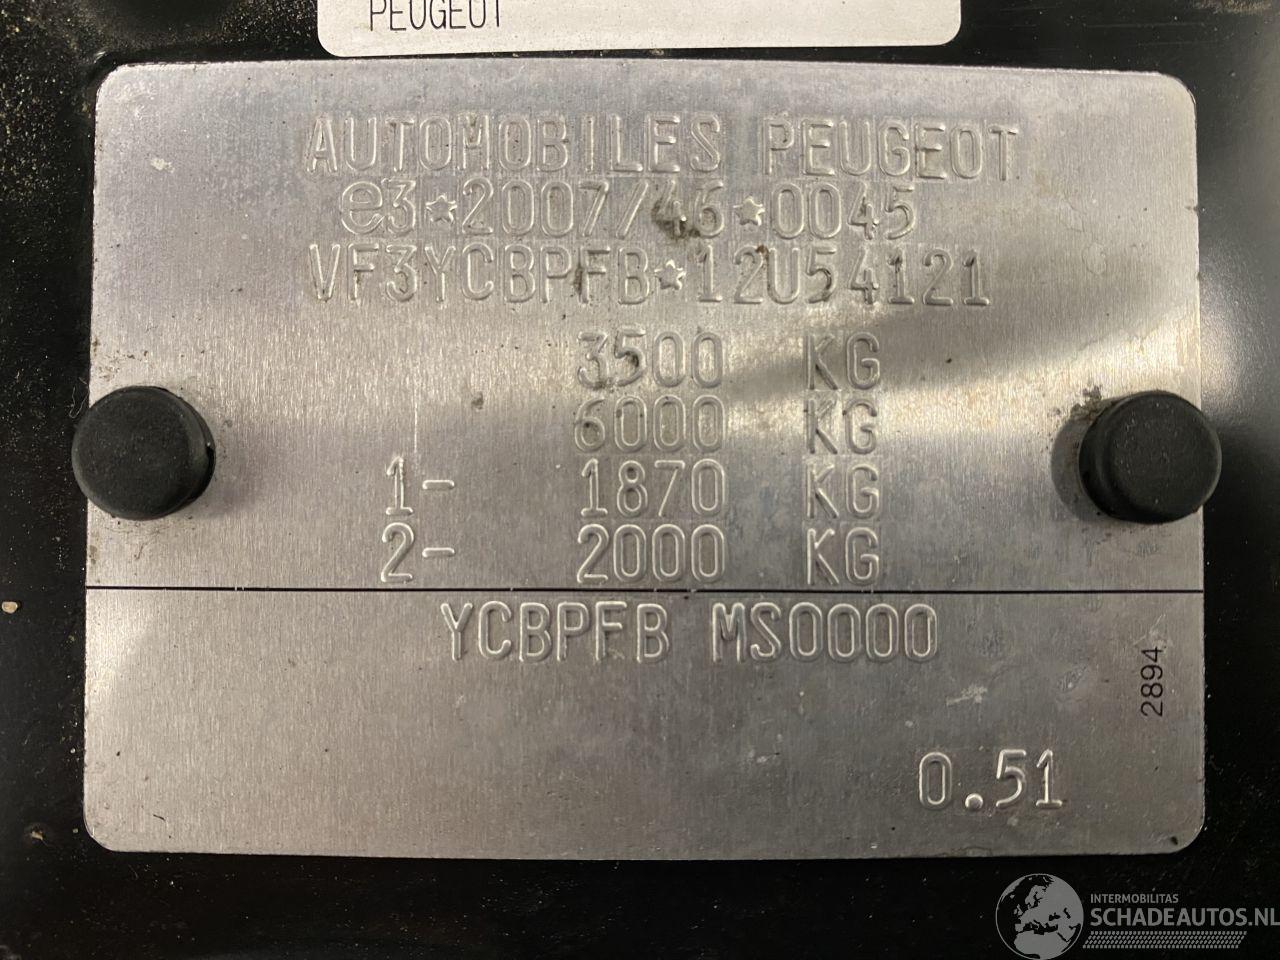 PEUGEOT
AUTOMOBILES PEUGEOT
e3*2007/46*0045
VF3YCBPFB*12U54121
3500 KG
6000 KG
1- 1870 KG
2- 2000 KG
YCBPFB MS0000
2894
0.51
INTERMOBILITAS
SCHADEAUTOS.NL